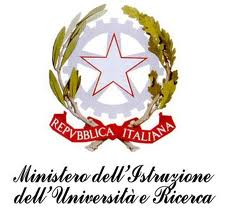 REPVBBLICA ITALIANA
Ministero dell'Istruzione
dell'Università e Ricerca